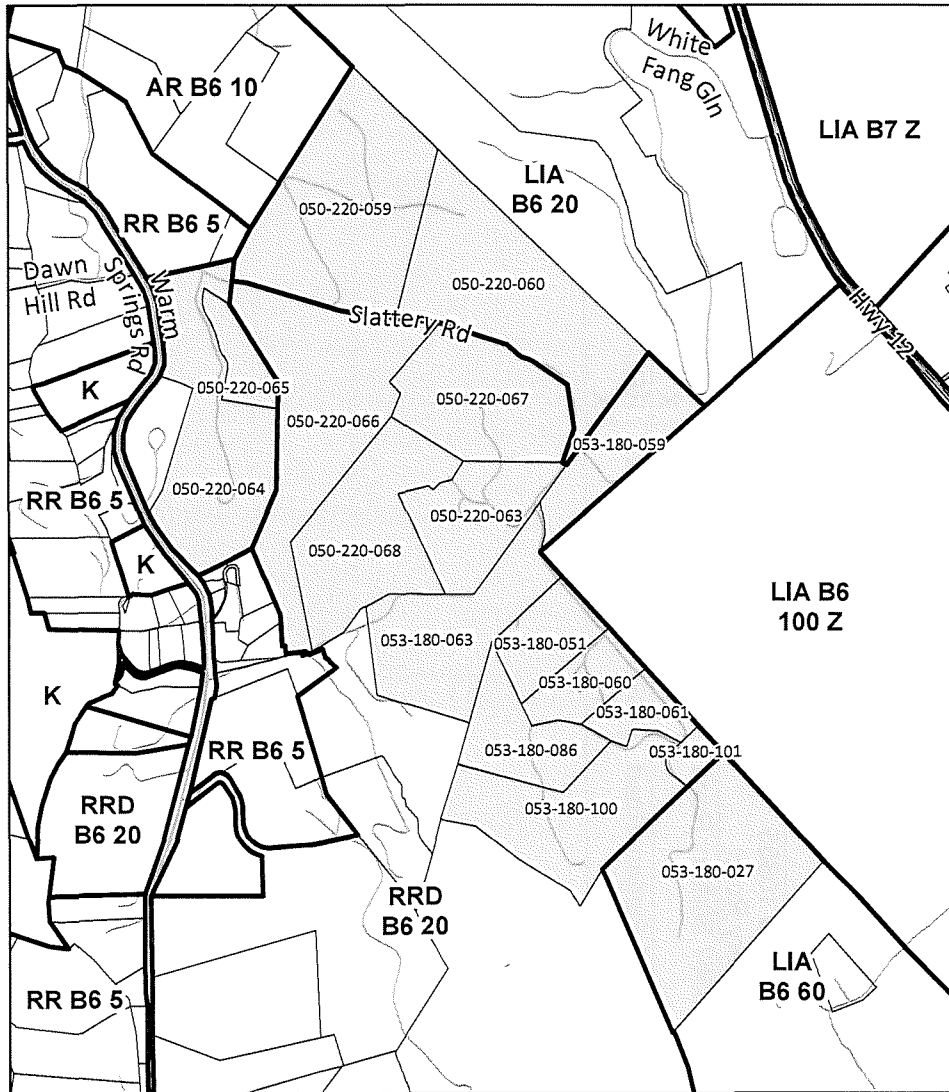 White
Fang Gln
AR B6 10
LIA B7 Z
LIA
B6 20
050-220-059
RR B6 5
Dawn
Hill Rd
Warm
Springs Rd
050-220-060
Hwy 12
Slattery Rd
K
050-220-065
050-220-067
050-220-066
053-180-059
050-220-064
RR B6 5
050-220-063
050-220-068
K
LIA B6
100 Z
053-180-063
053-180-051
053-180-060
K
053-180-061
RR B6 5
053-180-086
053-180-101
RRD
B6 20
053-180-100
053-180-027
RRD
B6 20
LIA
B6 60
RR B6 5